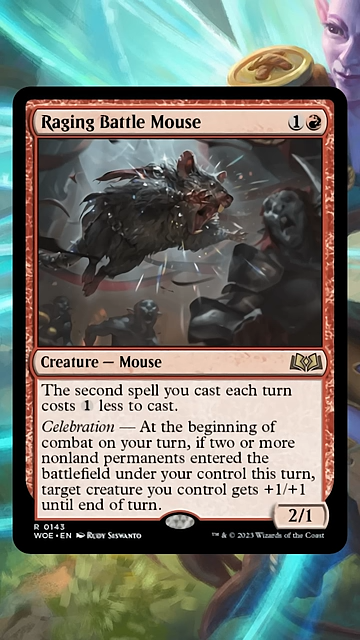 Raging Battle Mouse 1
Creature — Mouse
The second spell you cast each turn
costs 1 less to cast.
Celebration — At the beginning of
combat on your turn, if two or more
nonland permanents entered the
battlefield under your control this turn,
target creature you control gets +1/+1
until end of turn.
2/1
R 0143
WOE • EN Rudy Siswanto ™ & © 2023 Wizards of the Coast